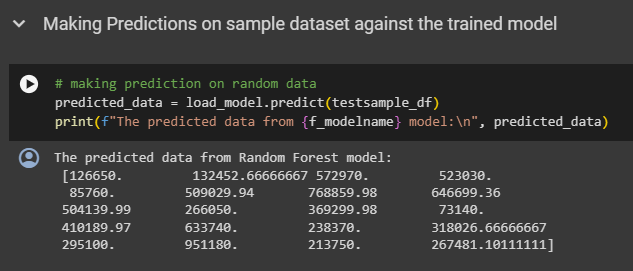 Making Predictions on sample dataset against the trained model
# making prediction on random data
predicted_data = load_model.predict(testsample_df)
print(f"The predicted data from {f_modelname} model:\n", predicted_data)
The predicted data from Random Forest model:
[126650. 132452.66666667 572970. 523030.
85760. 509029.94 768859.98 646699.36
504139.99 266050. 369299.98 73140.
410189.97 633740. 238370. 318026.66666667
295100. 951180. 213750. 267481.10111111]